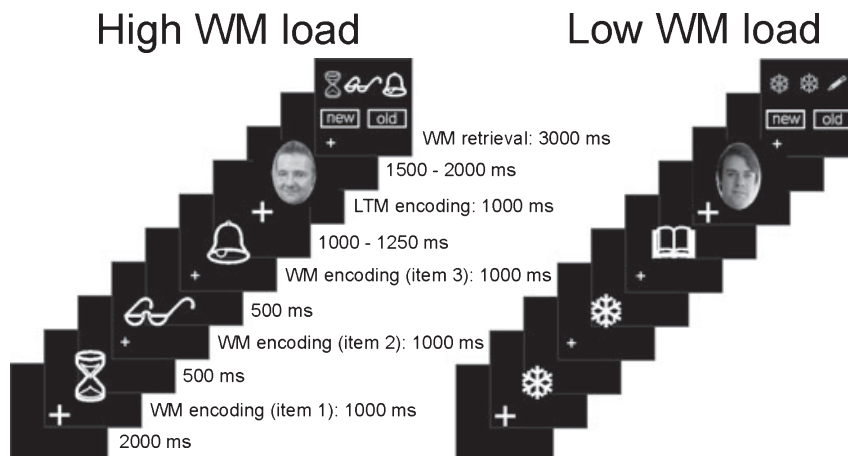 High WM load
Low WM load
new old
new old
WM retrieval: 3000 ms
1500 - 2000 ms
LTM encoding: 1000 ms
1000 - 1250 ms
WM encoding (item 3): 1000 ms
500 ms
WM encoding (item 2): 1000 ms
500 ms
WM encoding (item 1): 1000 ms
2000 ms